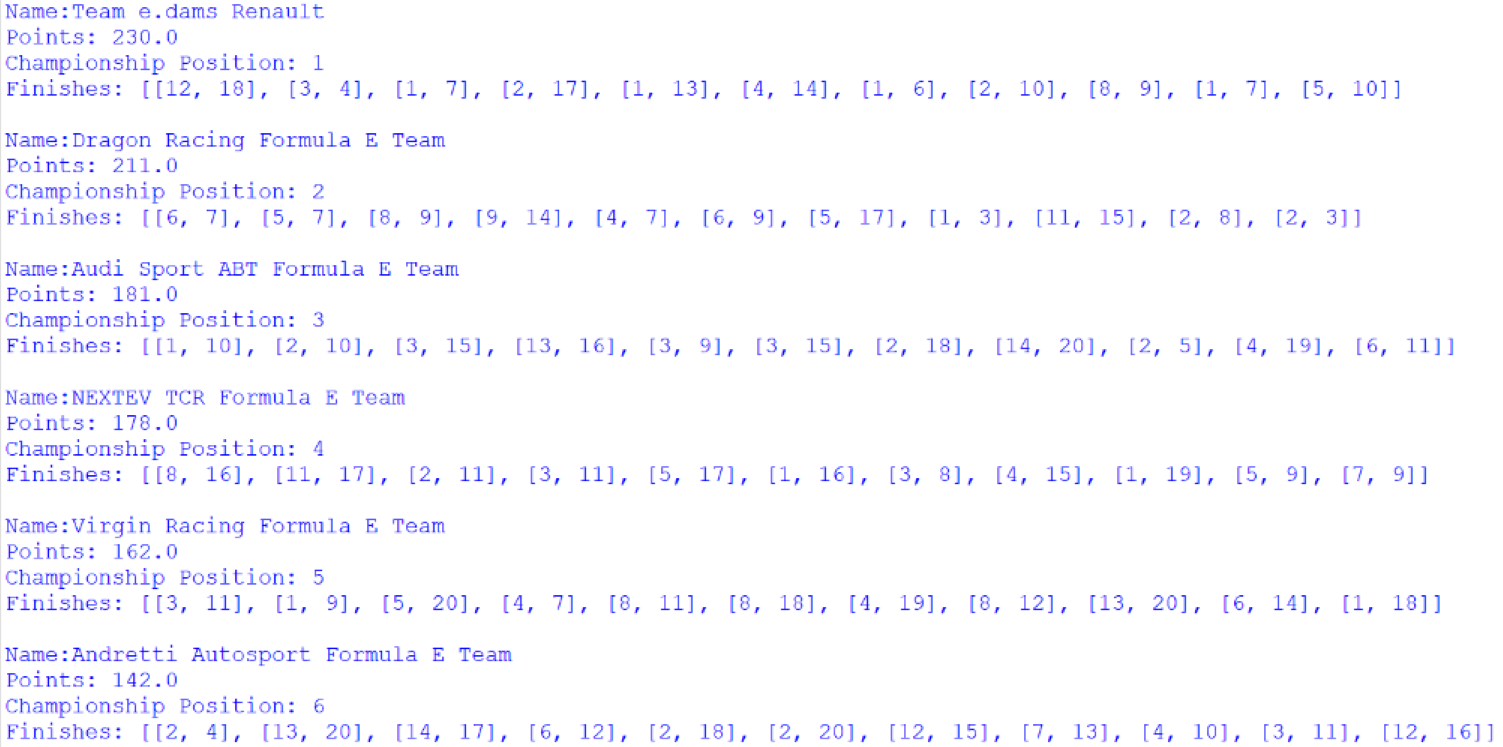 Name:Team e.dams Renault
Points: 230.0
Championship Position: 1
Finishes: [[12, 18], [3, 4], [1, 7], [2, 17], [1, 13], [4, 14], [1, 6], [2, 10], [8, 9], [1, 7], [5, 10]]
Name:Dragon Racing Formula E Team
Points: 211.0
Championship Position: 2
Finishes: [[6, 7], [5, 7], [8, 9], [9, 14], [4, 7], [6, 9], [5, 17], [1, 3], [11, 15], [2, 8], [2, 3]]
Name:Audi Sport ABT Formula E Team
Points: 181.0
Championship Position: 3
Finishes: [[1, 10], [2, 10], [3, 15], [13, 16], [3, 9], [3, 15], [2, 18], [14, 20], [2, 5], [4, 19], [6, 11]]
Name:NEXTEV TCR Formula E Team
Points: 178.0
Championship Position: 4
Finishes: [[8, 16], [11, 17], [2, 11], [3, 11], [5, 17], [1, 16], [3, 8], [4, 15], [1, 19], [5, 9], [7, 9]]
Name:Virgin Racing Formula E Team
Points: 162.0
Championship Position: 5
Finishes: [[3, 11], [1, 9], [5, 20], [4, 7], [8, 11], [8, 18], [4, 19], [8, 12], [13, 20], [6, 14], [1, 18]]
Name:Andretti Autosport Formula E Team
Points: 142.0
Championship Position: 6
Finishes: [[2, 4], [13, 20], [14, 17], [6, 12], [2, 18], [2, 20], [12, 15], [7, 13], [4, 10], [3, 11], [12, 16]]